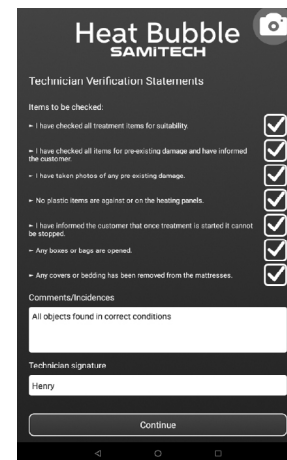 Heat Bubble
SAMITECH
Technician Verification Statements
Items to be checked:
- I have checked all treatment items for suitability.
- I have checked all items for pre-existing damage and have informed
the customer.
- I have taken photos of any pre existing damage.
- No plastic items are against or on the heating panels.
- I have informed the customer that once treatment is started it cannot
be stopped.
- Any boxes or bags are opened.
- Any covers or bedding has been removed from the mattresses.
Comments/Incidences
All objects found in correct conditions
Technician signature
Henry
Continue